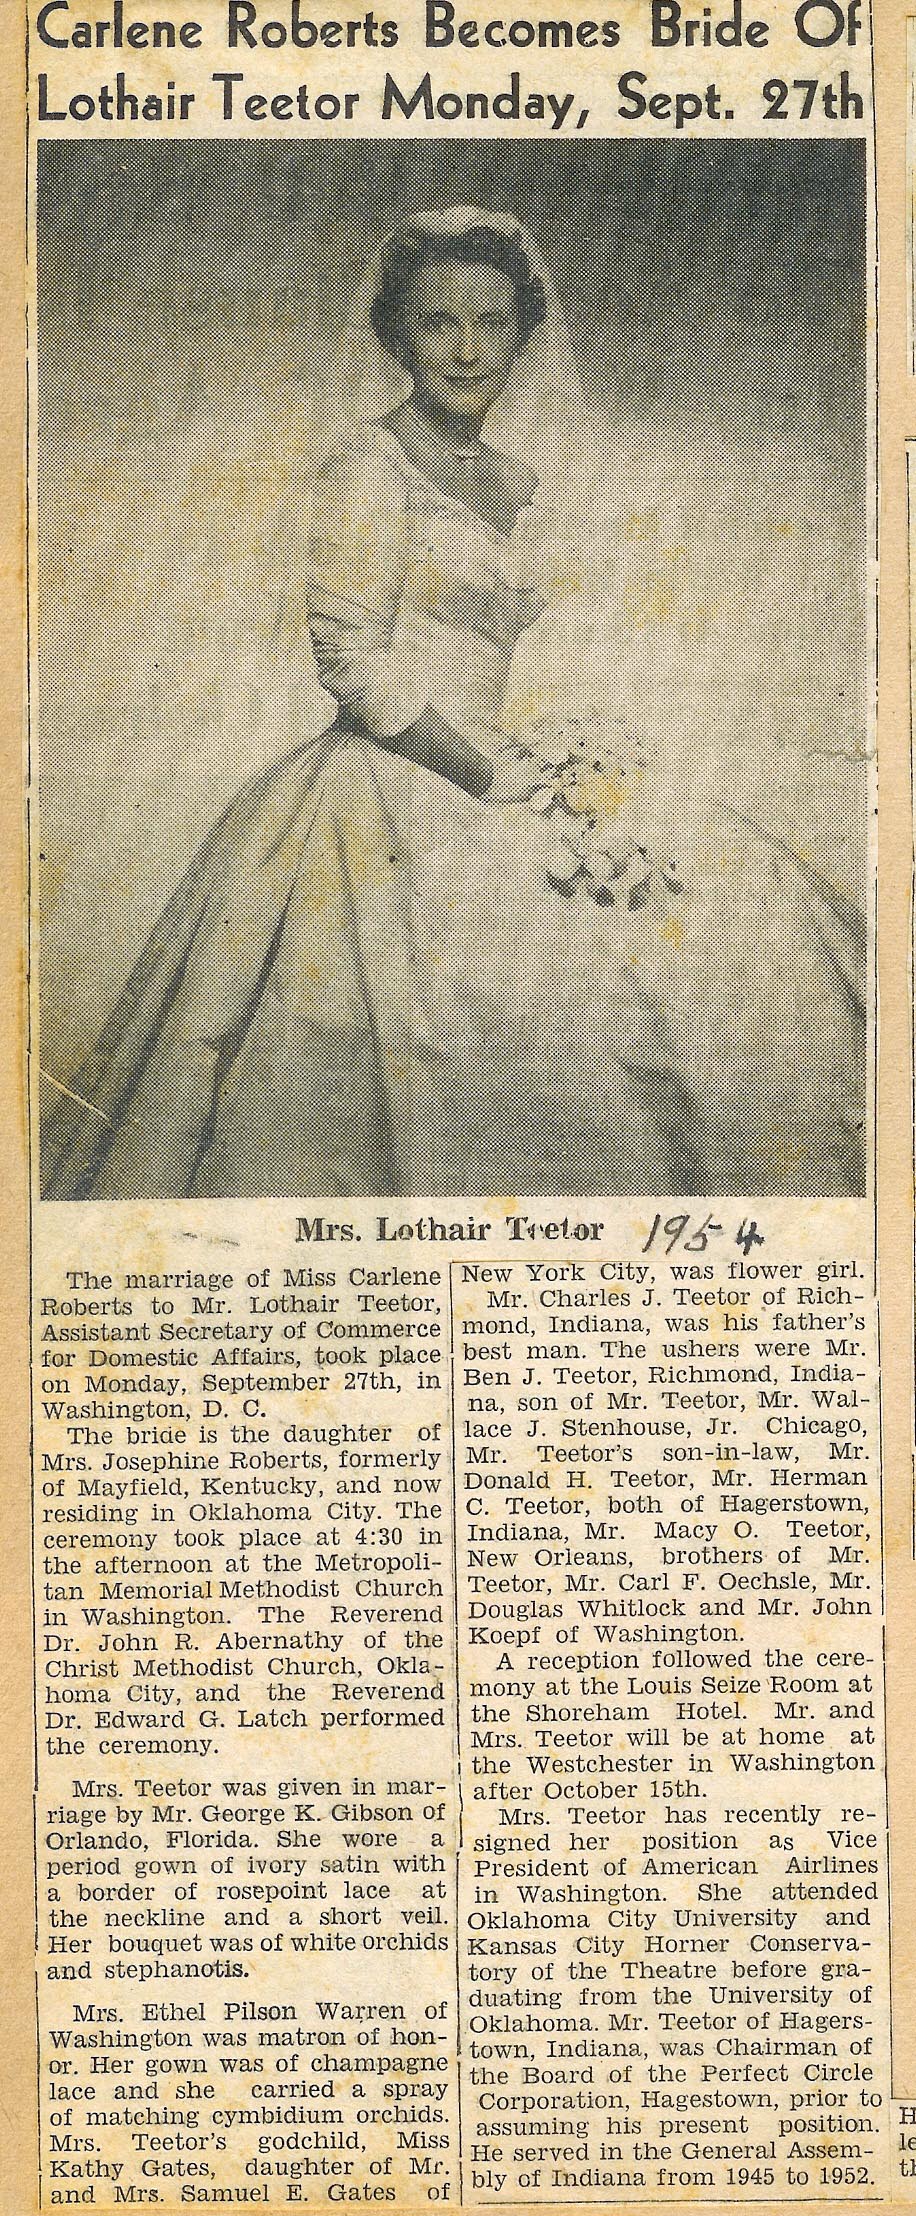 Carlene Roberts Becomes Bride Of
Lothair Teetor Monday, Sept. 27th
Mrs. Lothair Teetor 1954
The marriage of Miss Carlene
Roberts to Mr. Lothair Teetor,
Assistant Secretary of Commerce
for Domestic Affairs, took place
on Monday, September 27th, in
Washington, D. C.
The bride is the daughter of
Mrs. Josephine Roberts, formerly
of Mayfield, Kentucky, and now
residing in Oklahoma City. The
ceremony took place at 4:30 in
the afternoon at the Metropoli-
tan Memorial Methodist Church
in Washington. The Reverend
Dr. John R. Abernathy of the
Christ Methodist Church, Okla-
homa City, and the Reverend
Dr. Edward G. Latch performed
the ceremony.
Mrs. Teetor was given in mar-
riage by Mr. George K. Gibson of
Orlando, Florida. She wore a
period gown of ivory satin with
a border of rosepoint lace at
the neckline and a short veil.
Her bouquet was of white orchids
and stephanotis.
Mrs. Ethel Pilson Warren of
Washington was matron of hon-
or. Her gown was of champagne
lace and she carried a spray
of matching cymbidium orchids.
Mrs. Teetor's godchild, Miss
Kathy Gates, daughter of Mr.
and Mrs. Samuel E. Gates of
New York City, was flower girl.
Mr. Charles J. Teetor of Rich-
mond, Indiana, was his father's
best man. The ushers were Mr.
Ben J. Teetor, Richmond, India-
na, son of Mr. Teetor, Mr. Wal-
lace J. Stenhouse, Jr. Chicago,
Mr. Teetor's son-in-law, Mr.
Donald H. Teetor, Mr. Herman
C. Teetor, both of Hagerstown,
Indiana, Mr. Macy O. Teetor,
New Orleans, brothers of Mr.
Teetor, Mr. Carl F. Oechsle, Mr.
Douglas Whitlock and Mr. John
Koepf of Washington.
A reception followed the cere-
mony at the Louis Seize Room at
the Shoreham Hotel. Mr. and
Mrs. Teetor will be at home at
the Westchester in Washington
after October 15th.
Mrs. Teetor has recently re-
signed her position as Vice
President of American Airlines
in Washington. She attended
Oklahoma City University and
Kansas City Horner Conserva-
tory of the Theatre before gra-
duating from the University of
Oklahoma. Mr. Teetor of Hagers-
town, Indiana, was Chairman of
the Board of the Perfect Circle
Corporation, Hagestown, prior to
assuming his present position.
He served in the General Assem-
bly of Indiana from 1945 to 1952.